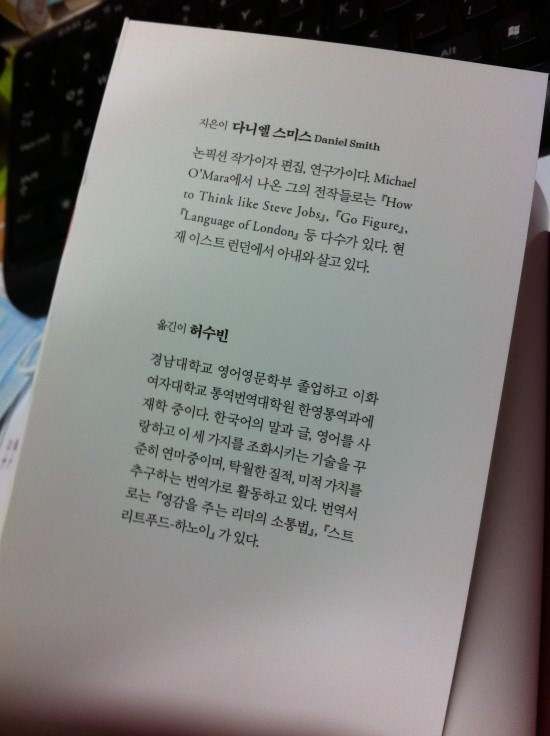 지은이 다니엘 스미스 Daniel Smith
논픽션 작가이자 편집, 연구가이다. Michael
O'Mara에서 나온 그의 전작들로는 『How
to Think like Steve Jobs』, 『Go Figure』,
『Language of London』 등 다수가 있다. 현
재 이스트 런던에서 아내와 살고 있다.
옮긴이 허수빈
경남대학교 영어영문학부 졸업하고 이화
여자대학교 통역번역대학원 한영통역과에
재학 중이다. 한국어의 말과 글, 영어를 사
랑하고 이 세 가지를 조화시키는 기술을 꾸
준히 연마중이며, 탁월한 질적, 미적 가치를
추구하는 번역가로 활동하고 있다. 번역서
로는 『영감을 주는 리더의 소통법』, 『스트
리트푸드-하노이』가 있다.
Alt